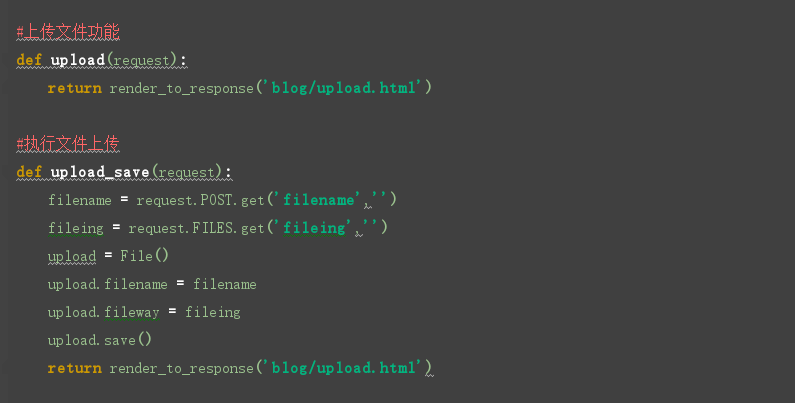 #上传文件功能
def upload(request):
    return render_to_response('blog/upload.html')
#执行文件上传
def upload_save(request):
    filename = request.POST.get('filename','')
    fileing = request.FILES.get('fileing','')
    upload = File()
    upload.filename = filename
    upload.fileway = fileing
    upload.save()
    return render_to_response('blog/upload.html')